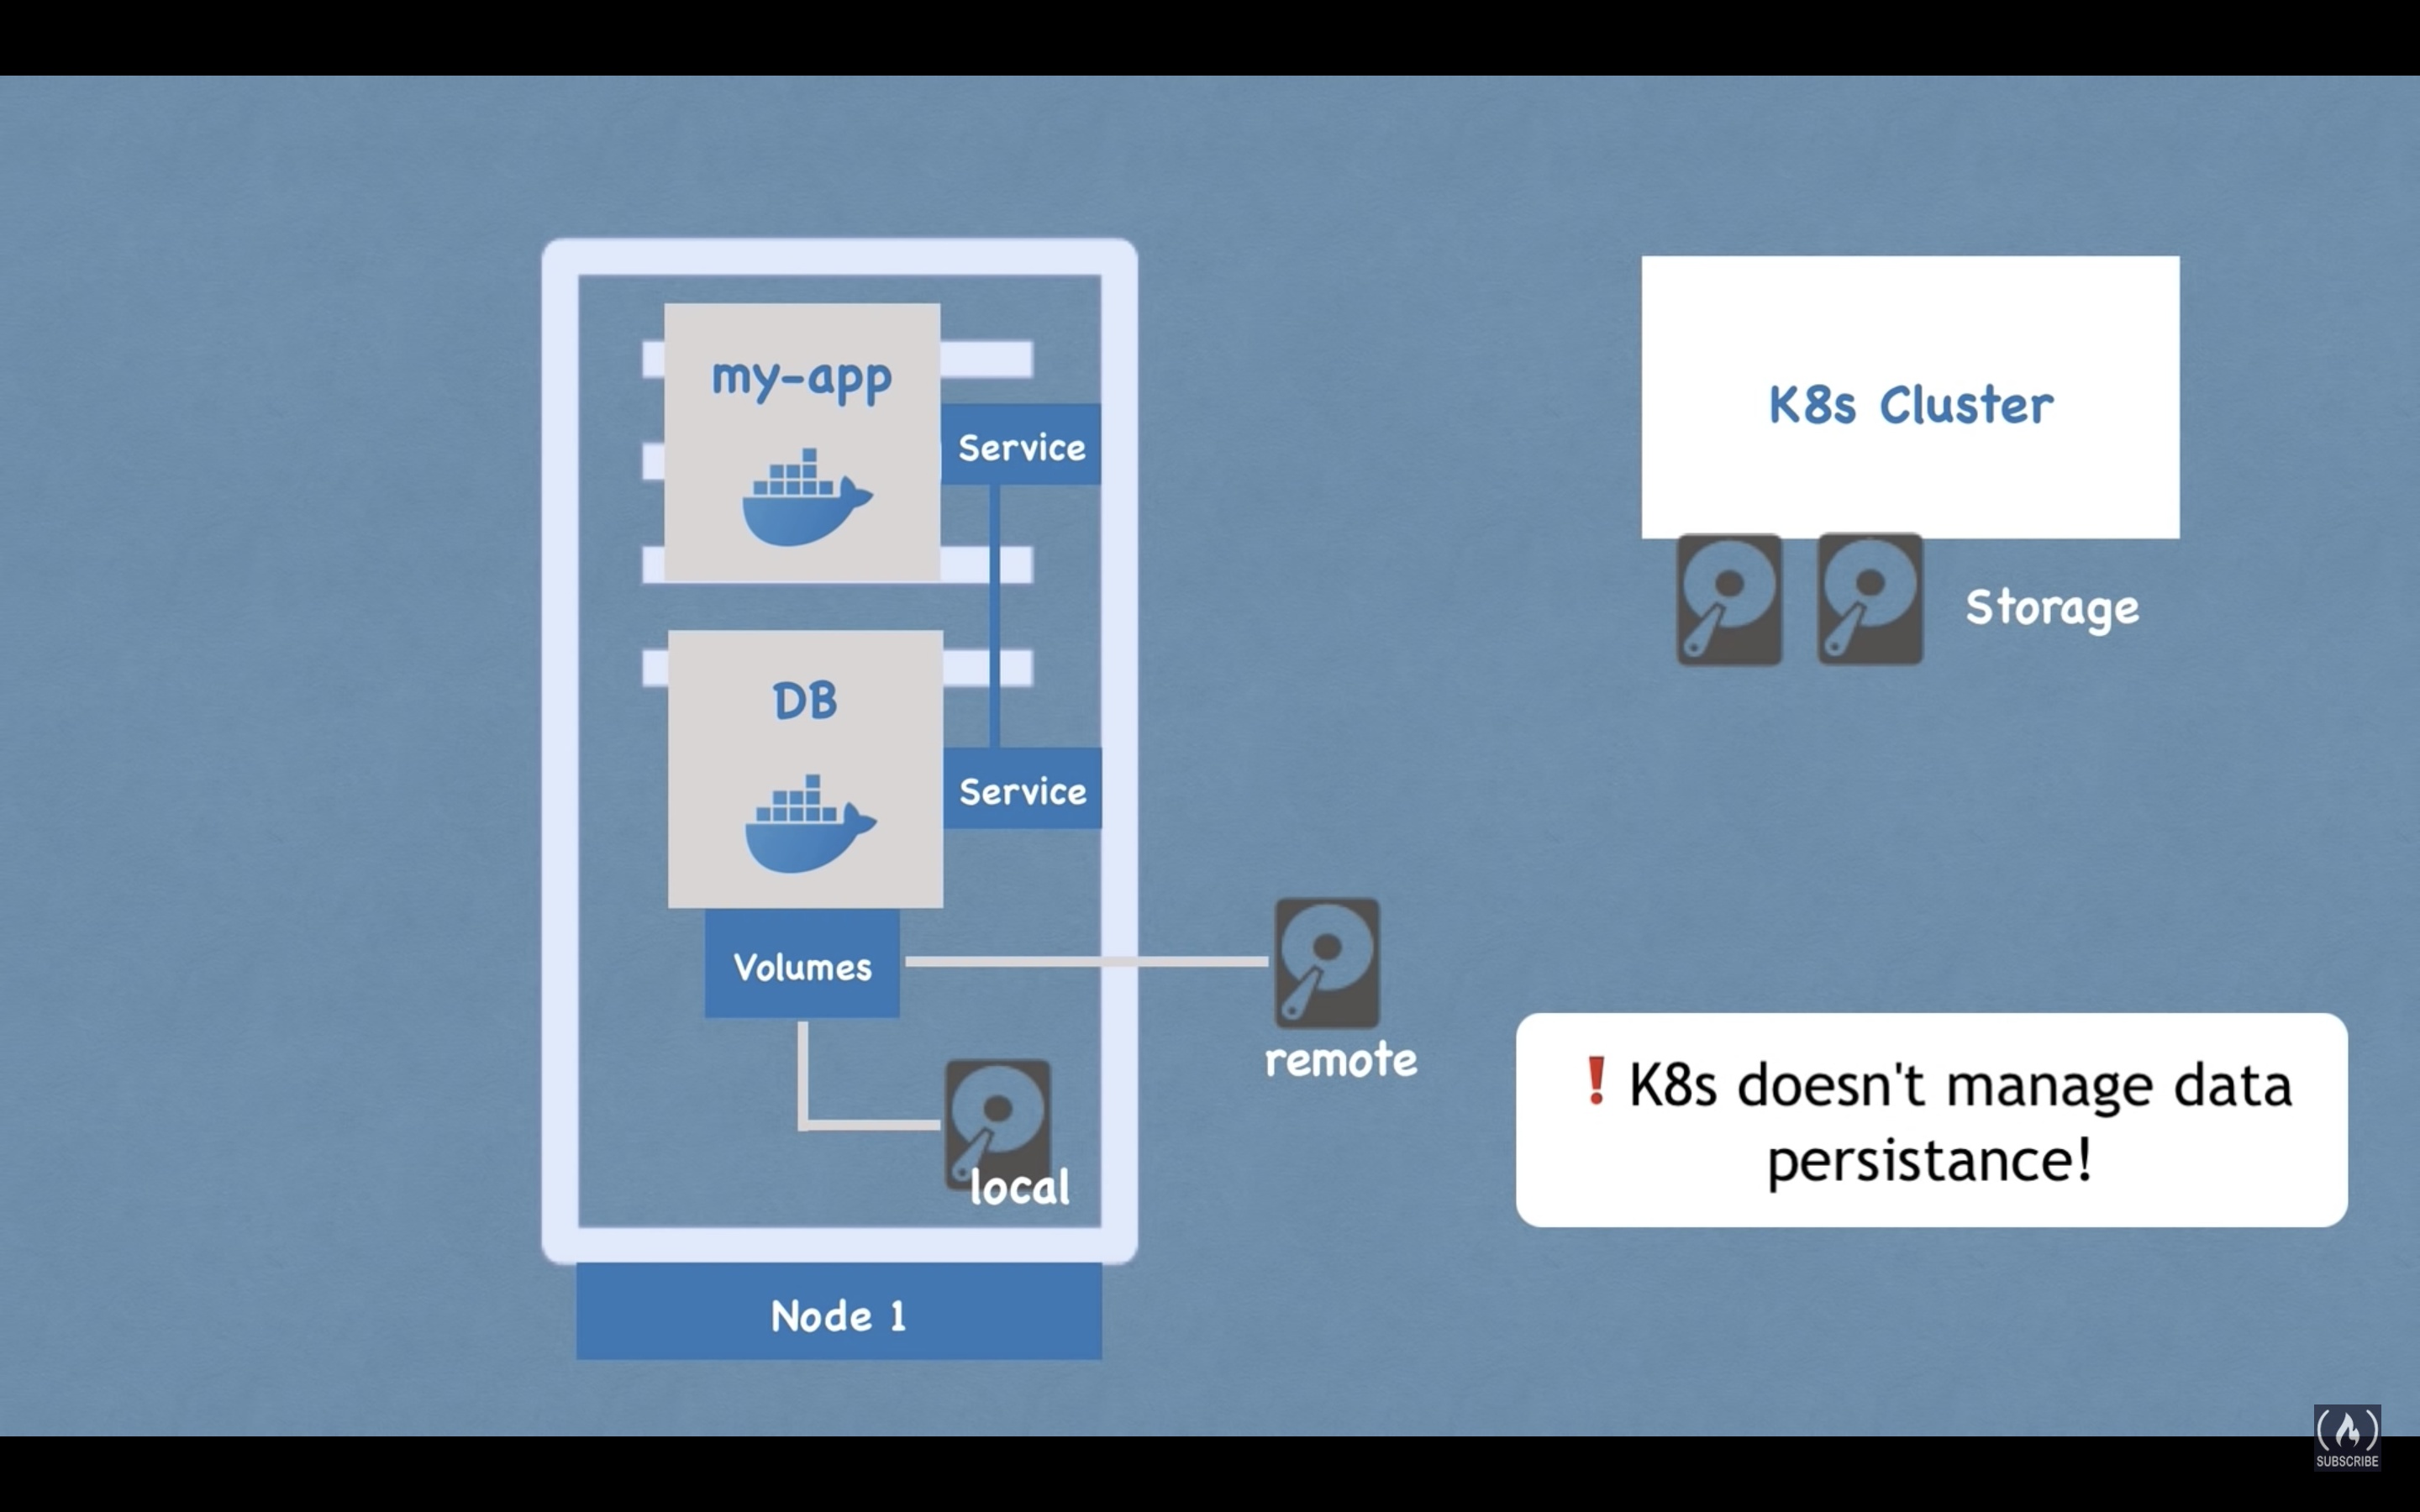 my-app
Service
DB
Service
Volumes
remote
local
Node 1
K8s Cluster
Storage
❗K8s doesn't manage data
persistance!
SUBSCRIBE